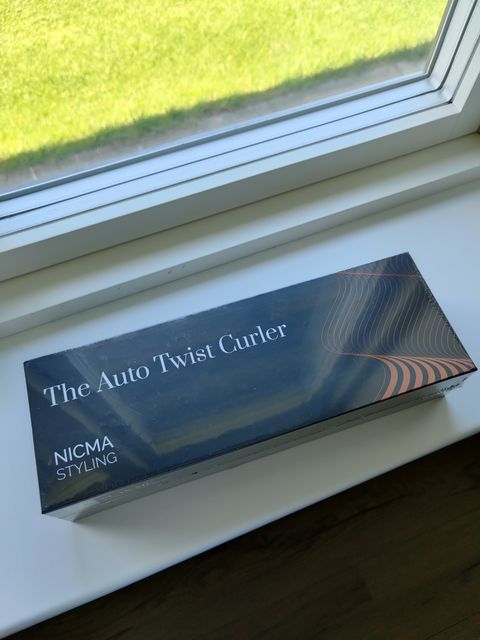 The Auto Twist Curler
NICMA
STYLING